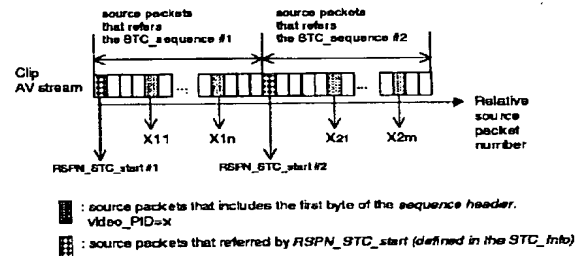 source packets
that refers
the STC_sequence #1
source packets
that refers
the STC_sequence #2
Clip
AV stream
...
...
Relative
source
packet
number
X11
X1n
X21
X2m
RSPN_STC_start #1
RSPN_STC_start #2
: source packets that includes the first byte of the sequence header.
video_PID=x
: source packets that referred by RSPN_STC_start (defined in the STC_Info)